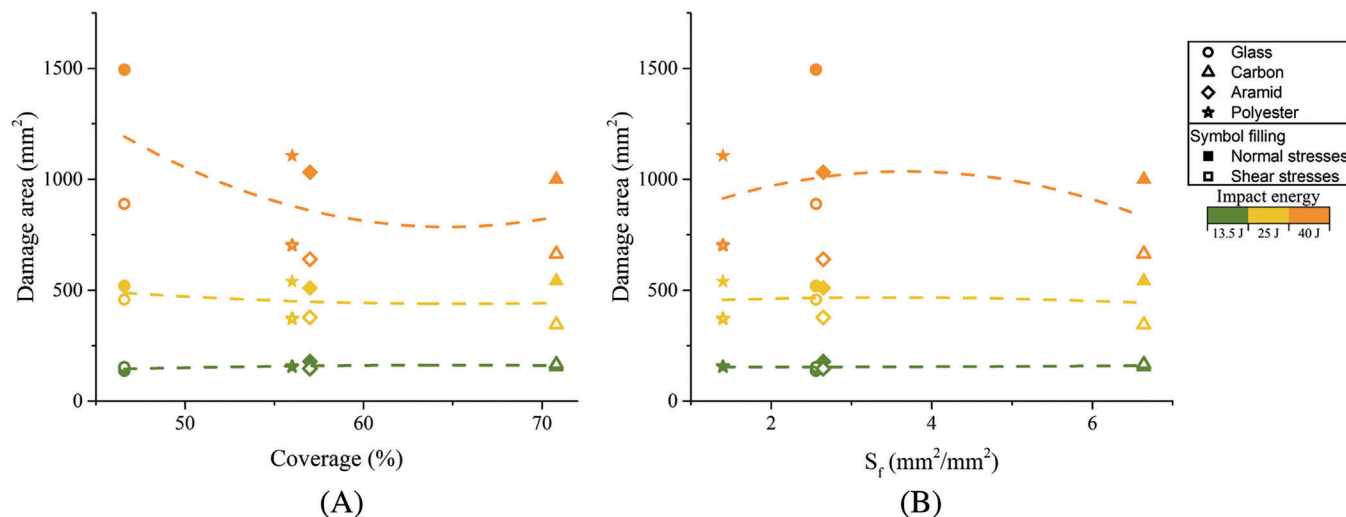 Damage area (mm²)
1500
1000
500
0
50
60
70
Coverage (%)
(A)
Damage area (mm²)
1500
1000
500
0
2
4
6
S_f (mm²/mm²)
(B)
Glass
Carbon
Aramid
Polyester
Symbol filling
Normal stresses
Shear stresses
Impact energy
13.5 J 25 J 40 J